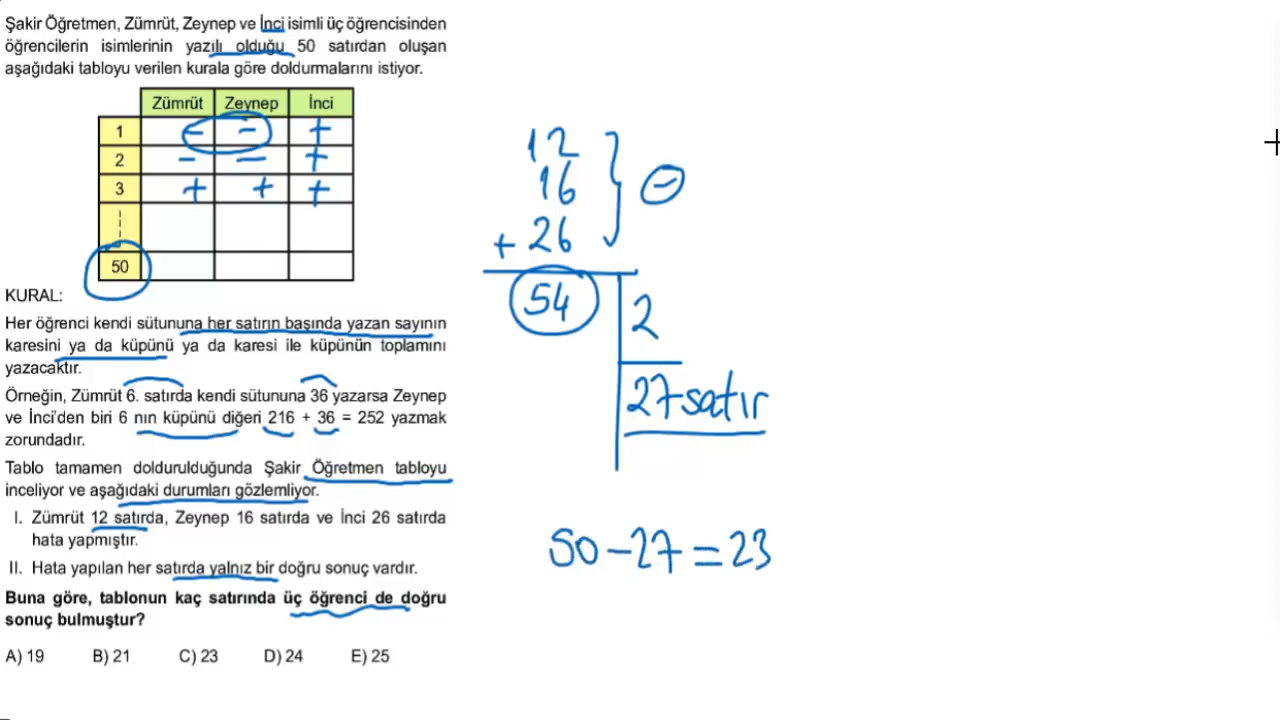 Şakir Öğretmen, Zümrüt, Zeynep ve İnci isimli üç öğrencisinden
öğrencilerin isimlerinin yazılı olduğu 50 satırdan oluşan
aşağıdaki tabloyu verilen kurala göre doldurmalarını istiyor.
Zümrüt Zeynep İnci
1 - - +
2 - - +
3 + + +
50
KURAL:
Her öğrenci kendi sütununa her satırın başında yazan sayının
karesini ya da küpünü ya da karesi ile küpünün toplamını
yazacaktır.
Örneğin, Zümrüt 6. satırda kendi sütununa 36 yazarsa Zeynep
ve İnci'den biri 6 nın küpünü diğeri 216 + 36 = 252 yazmak
zorundadır.
Tablo tamamen doldurulduğunda Şakir Öğretmen tabloyu
inceliyor ve aşağıdaki durumları gözlemliyor.
I. Zümrüt 12 satırda, Zeynep 16 satırda ve İnci 26 satırda
hata yapmıştır.
II. Hata yapılan her satırda yalnız bir doğru sonuç vardır.
Buna göre, tablonun kaç satırında üç öğrenci de doğru
sonuç bulmuştur?
A) 19 B) 21 C) 23 D) 24 E) 25
12
16 -
+ 26
54 2
27 satır
50 - 27 = 23